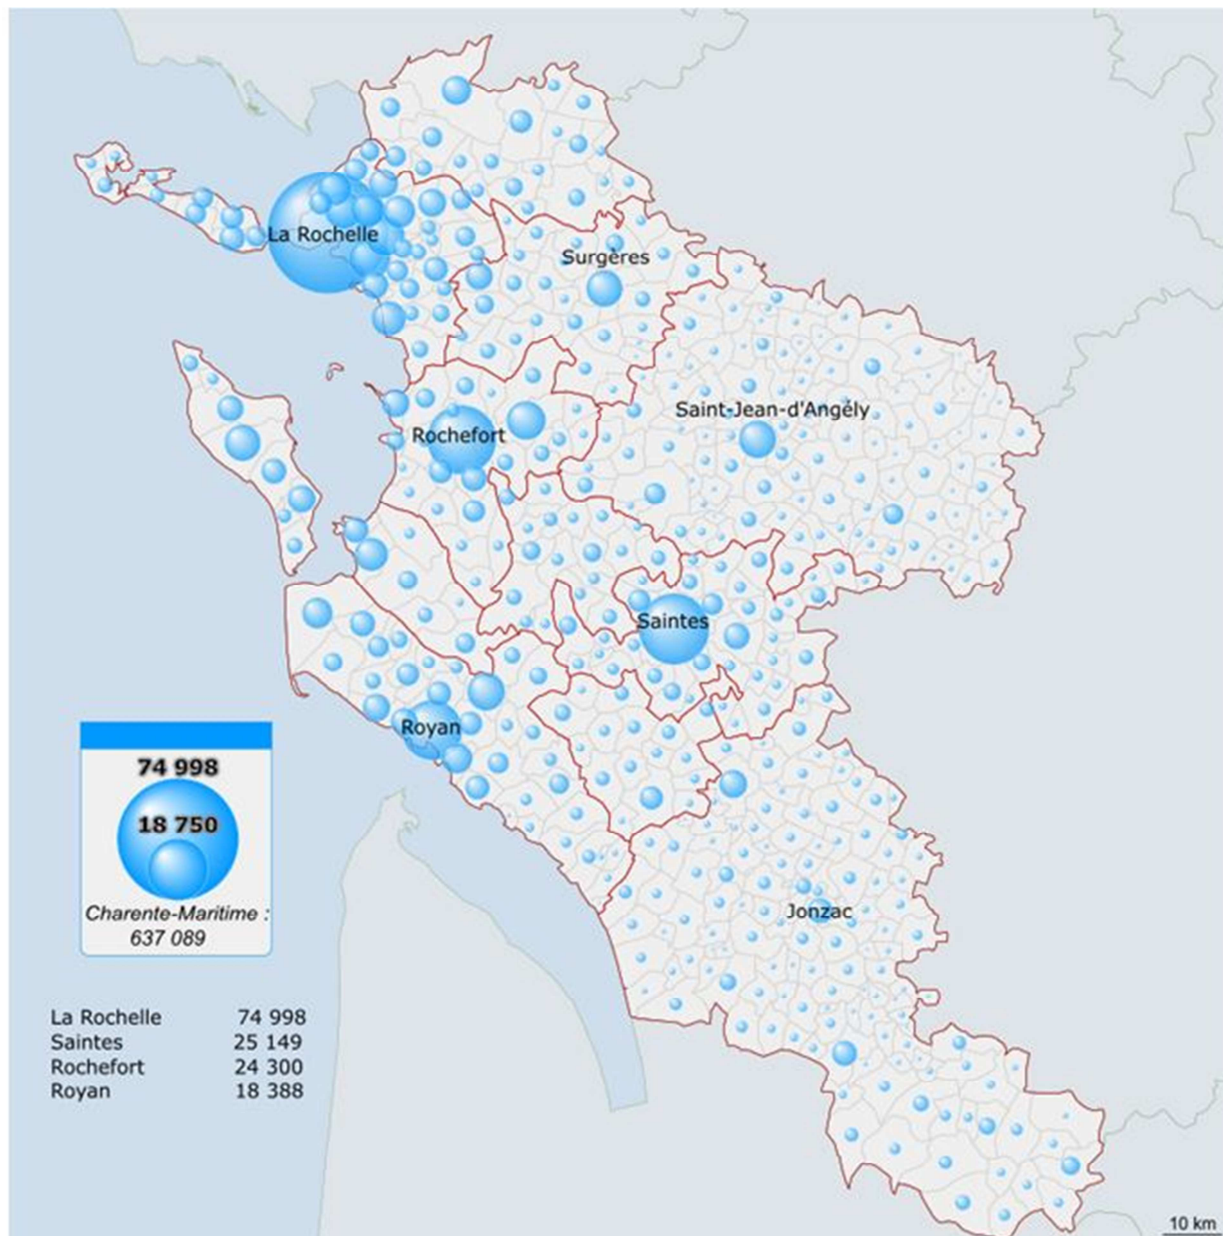 La Rochelle
Surgères
Saint-Jean-d'Angély
Rochefort
Saintes
Royan
Jonzac
74 998
18 750
Charente-Maritime :
637 089
La Rochelle 74 998
Saintes 25 149
Rochefort 24 300
Royan 18 388
10 km